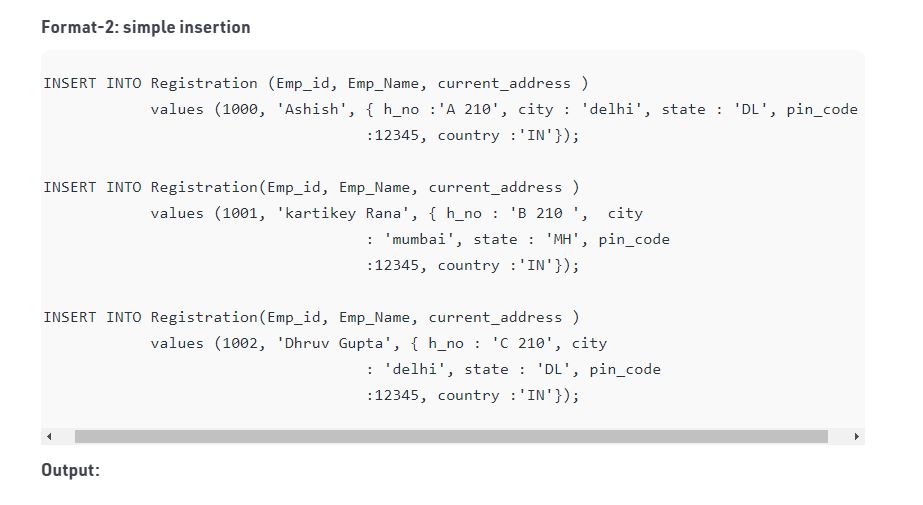 Format-2: simple insertion
INSERT INTO Registration (Emp_id, Emp_Name, current_address )
values (1000, 'Ashish', { h_no :'A 210', city : 'delhi', state : 'DL', pin_code
:12345, country :'IN'});
INSERT INTO Registration(Emp_id, Emp_Name, current_address )
values (1001, 'kartikey Rana', { h_no : 'B 210 ',  city
: 'mumbai', state : 'MH', pin_code
:12345, country :'IN'});
INSERT INTO Registration(Emp_id, Emp_Name, current_address )
values (1002, 'Dhruv Gupta', { h_no : 'C 210', city
: 'delhi', state : 'DL', pin_code
:12345, country :'IN'});
Output: